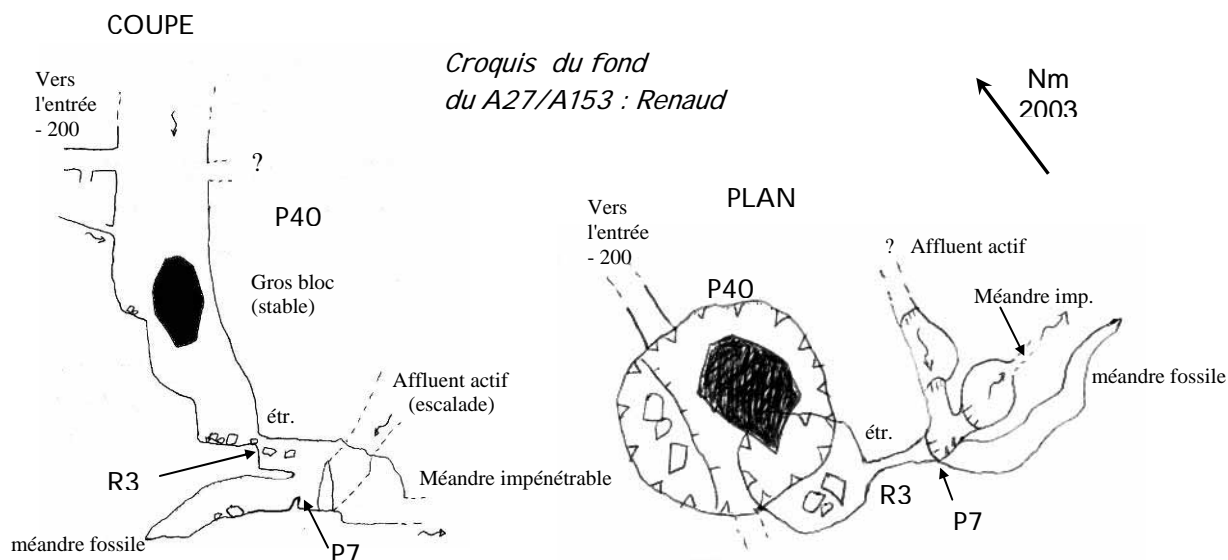 COUPE
Croquis du fond
du A27/A153 : Renaud
Nm
2003
Vers
l'entrée
- 200
?
P40
Gros bloc
(stable)
Affluent actif
(escalade)
étr.
R3
Méandre impénétrable
méandre fossile
P7
PLAN
Vers
l'entrée
- 200
P40
? Affluent actif
Méandre imp.
méandre fossile
étr.
R3
P7